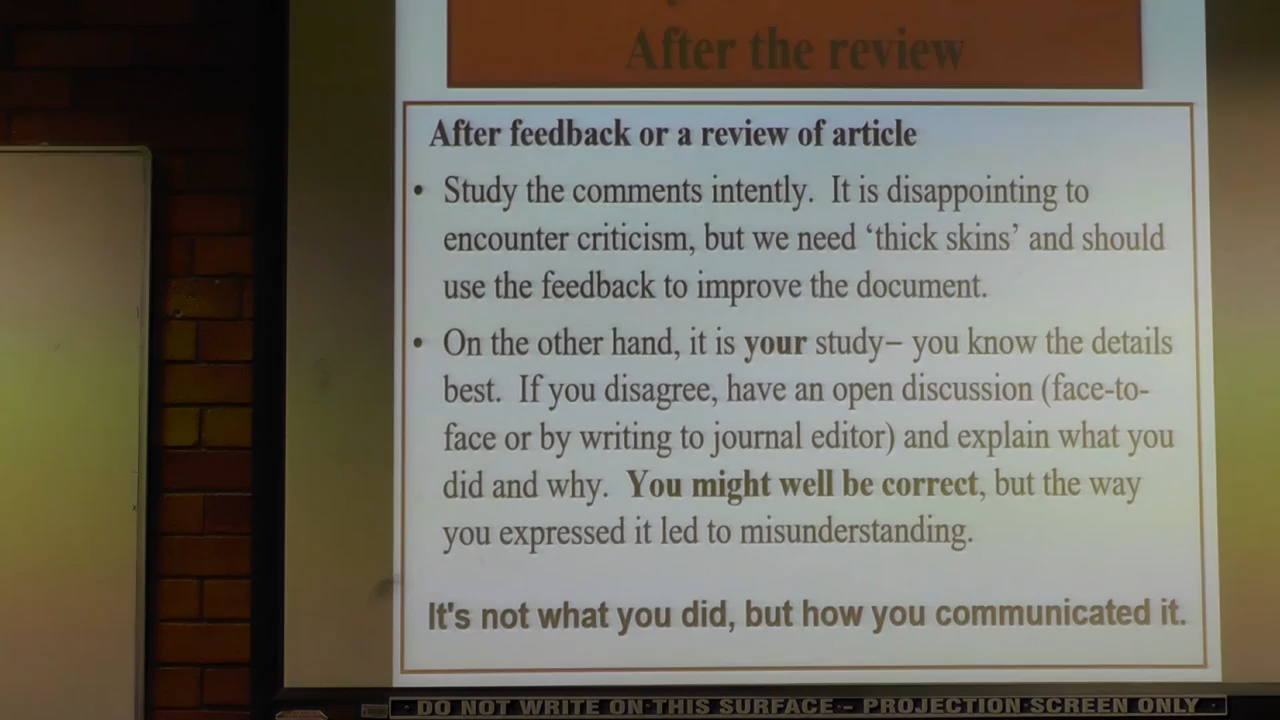 After the review
After feedback or a review of article
• Study the comments intently. It is disappointing to
encounter criticism, but we need ‘thick skins’ and should
use the feedback to improve the document.
• On the other hand, it is your study– you know the details
best. If you disagree, have an open discussion (face-to-
face or by writing to journal editor) and explain what you
did and why. You might well be correct, but the way
you expressed it led to misunderstanding.
It's not what you did, but how you communicated it.
· DO NOT WRITE ON THIS SURFACE – PROJECTION SCREEN ONLY ·